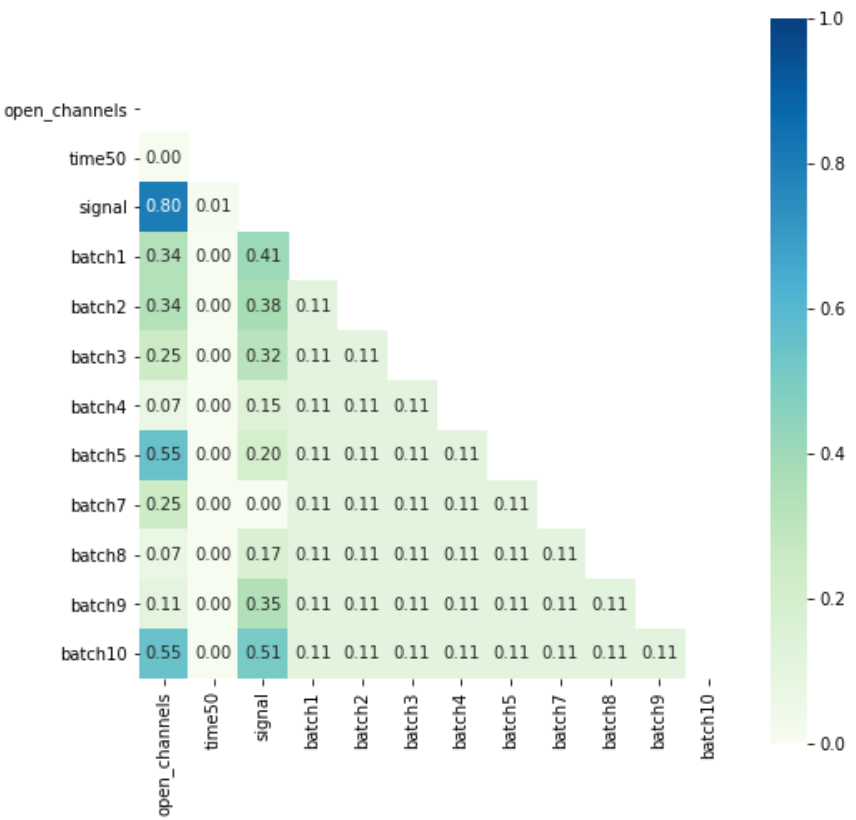 1.0
open_channels
time50 0.00
0.8
signal 0.80 0.01
batch1 0.34 0.00 0.41
batch2 0.34 0.00 0.38 0.11
0.6
batch3 0.25 0.00 0.32 0.11 0.11
batch4 0.07 0.00 0.15 0.11 0.11 0.11
0.4
batch5 0.55 0.00 0.20 0.11 0.11 0.11 0.11
batch7 0.25 0.00 0.00 0.11 0.11 0.11 0.11 0.11
batch8 0.07 0.00 0.17 0.11 0.11 0.11 0.11 0.11 0.11
0.2
batch9 0.11 0.00 0.35 0.11 0.11 0.11 0.11 0.11 0.11 0.11
batch10 0.55 0.00 0.51 0.11 0.11 0.11 0.11 0.11 0.11 0.11 0.11
0.0
open_channels time50 signal batch1 batch2 batch3 batch4 batch5 batch7 batch8 batch9 batch10